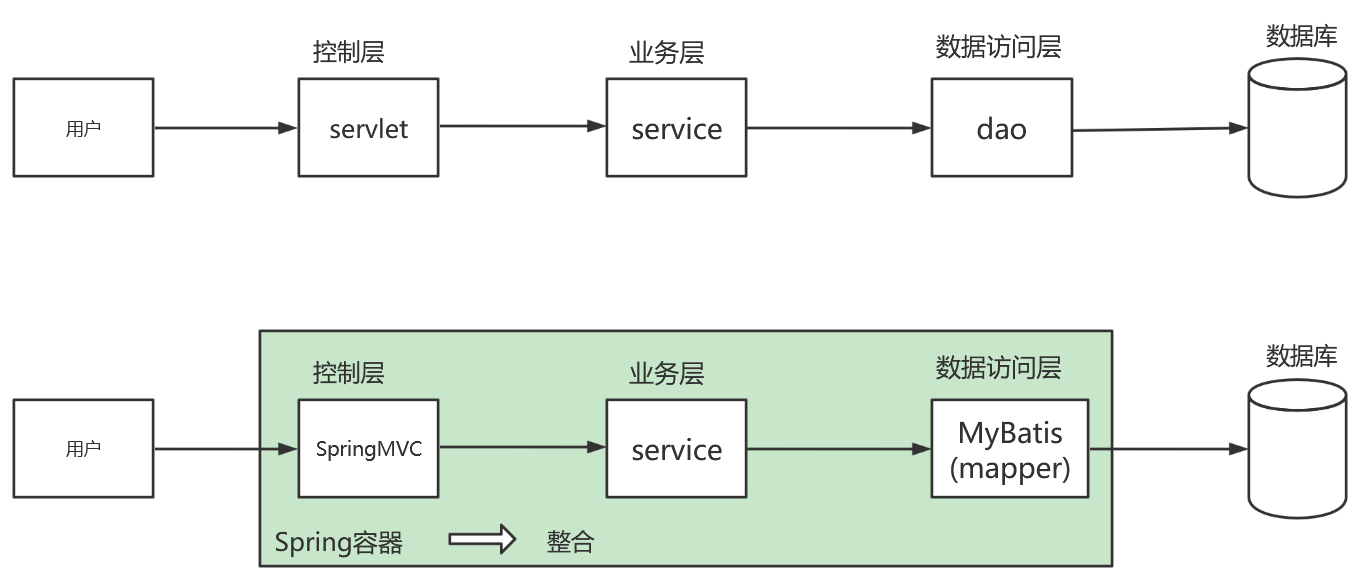 控制层
业务层
数据访问层
数据库
用户
servlet
service
dao
控制层
业务层
数据访问层
数据库
用户
SpringMVC
service
MyBatis
(mapper)
Spring容器
整合